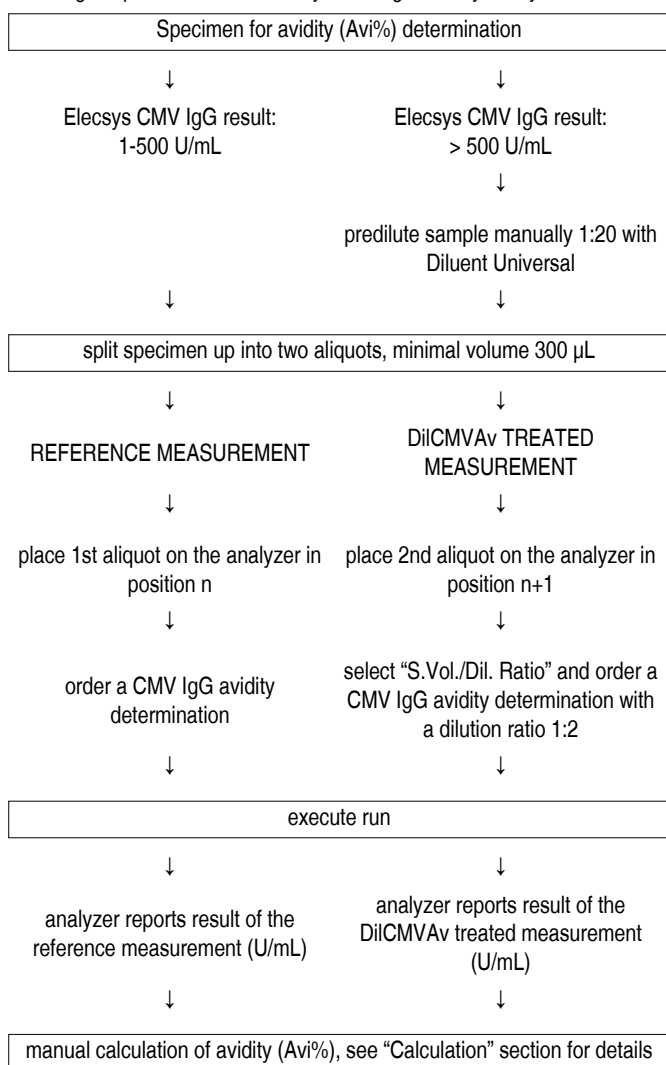 Specimen for avidity (Avi%) determination
Elecsys CMV IgG result:
1-500 U/mL
Elecsys CMV IgG result:
> 500 U/mL
predilute sample manually 1:20 with
Diluent Universal
split specimen up into two aliquots, minimal volume 300 µL
REFERENCE MEASUREMENT
DilCMVAv TREATED
MEASUREMENT
place 1st aliquot on the analyzer in
position n
place 2nd aliquot on the analyzer in
position n+1
order a CMV IgG avidity
determination
select “S.Vol./Dil. Ratio” and order a
CMV IgG avidity determination with
a dilution ratio 1:2
execute run
analyzer reports result of the
reference measurement (U/mL)
analyzer reports result of the
DilCMVAv treated measurement
(U/mL)
manual calculation of avidity (Avi%), see “Calculation” section for details